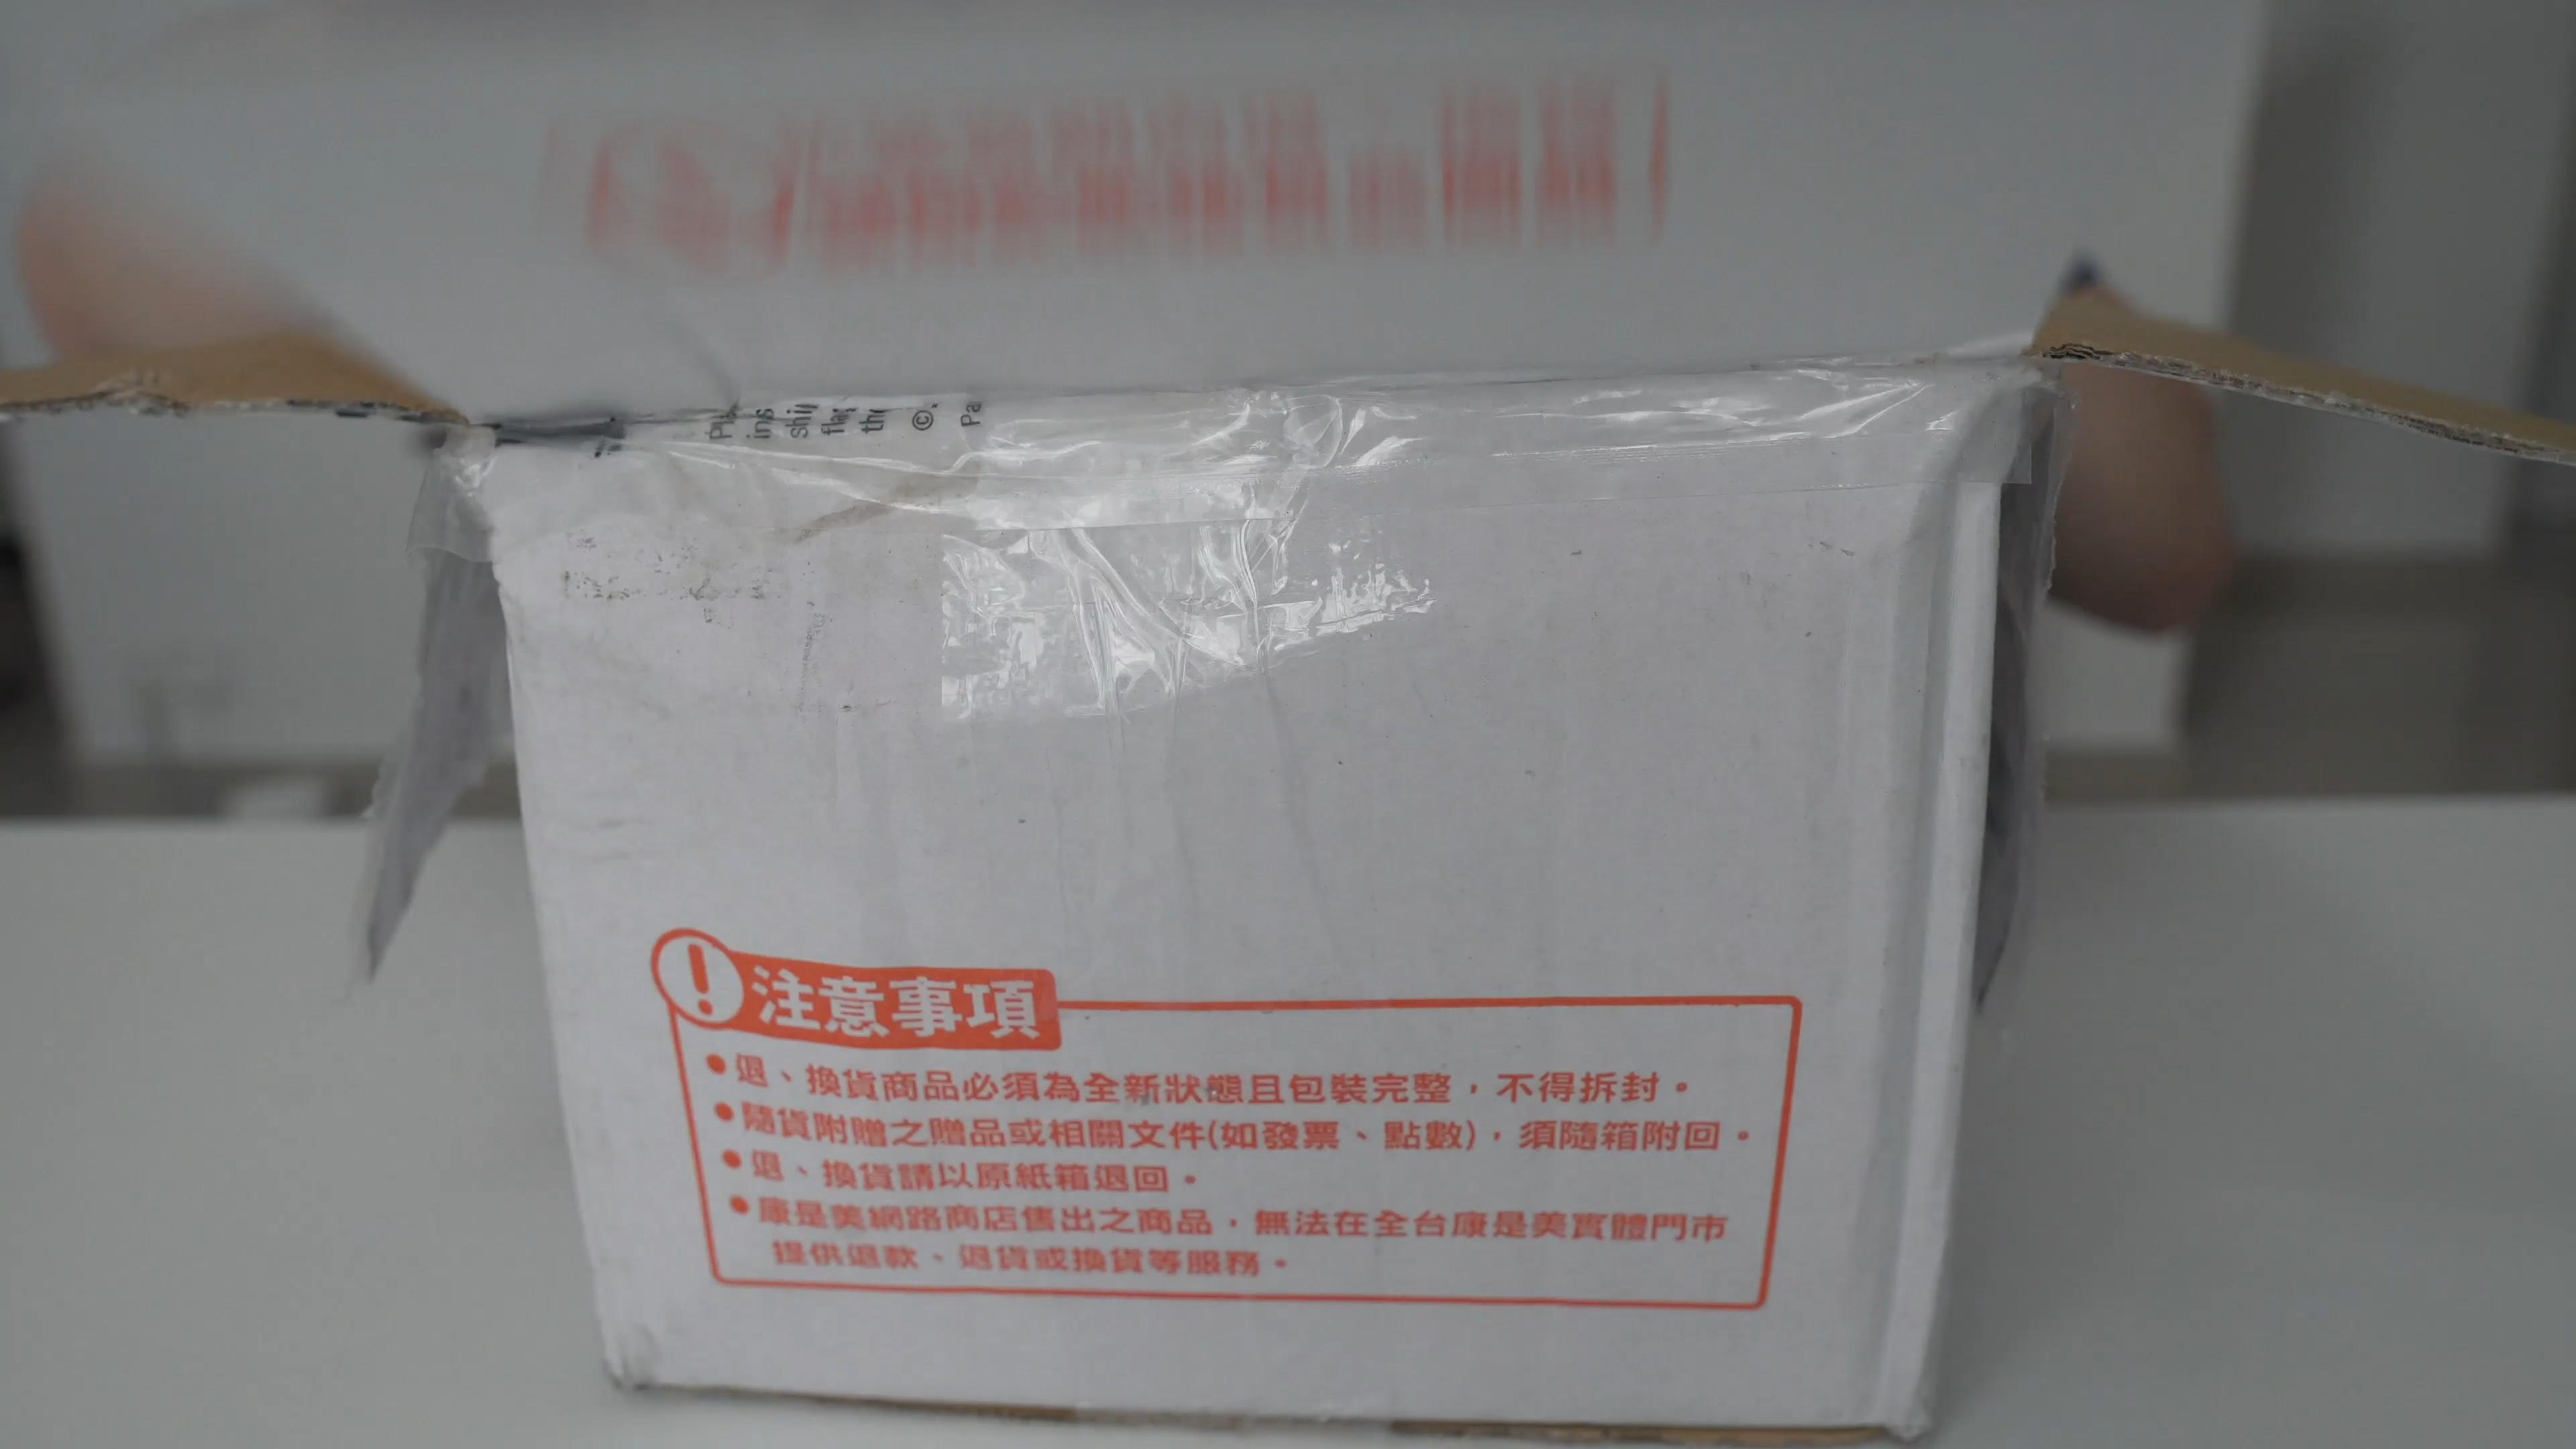 注意事項
●退、換貨商品必須為全新狀態且包裝完整，不得拆封。
●隨貨附贈之贈品或相關文件(如發票、點數)，須隨箱附回。
●退、換貨請以原紙箱退回。
●康是美網路商店售出之商品，無法在全台康是美實體門市
提供退款、退貨或換貨等服務。